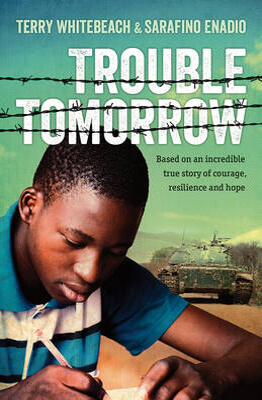 TERRY WHITEBEACH & SARAFINO ENADIO
TROUBLE
TOMORROW
Based on an incredible
true story of courage,
resilience and hope